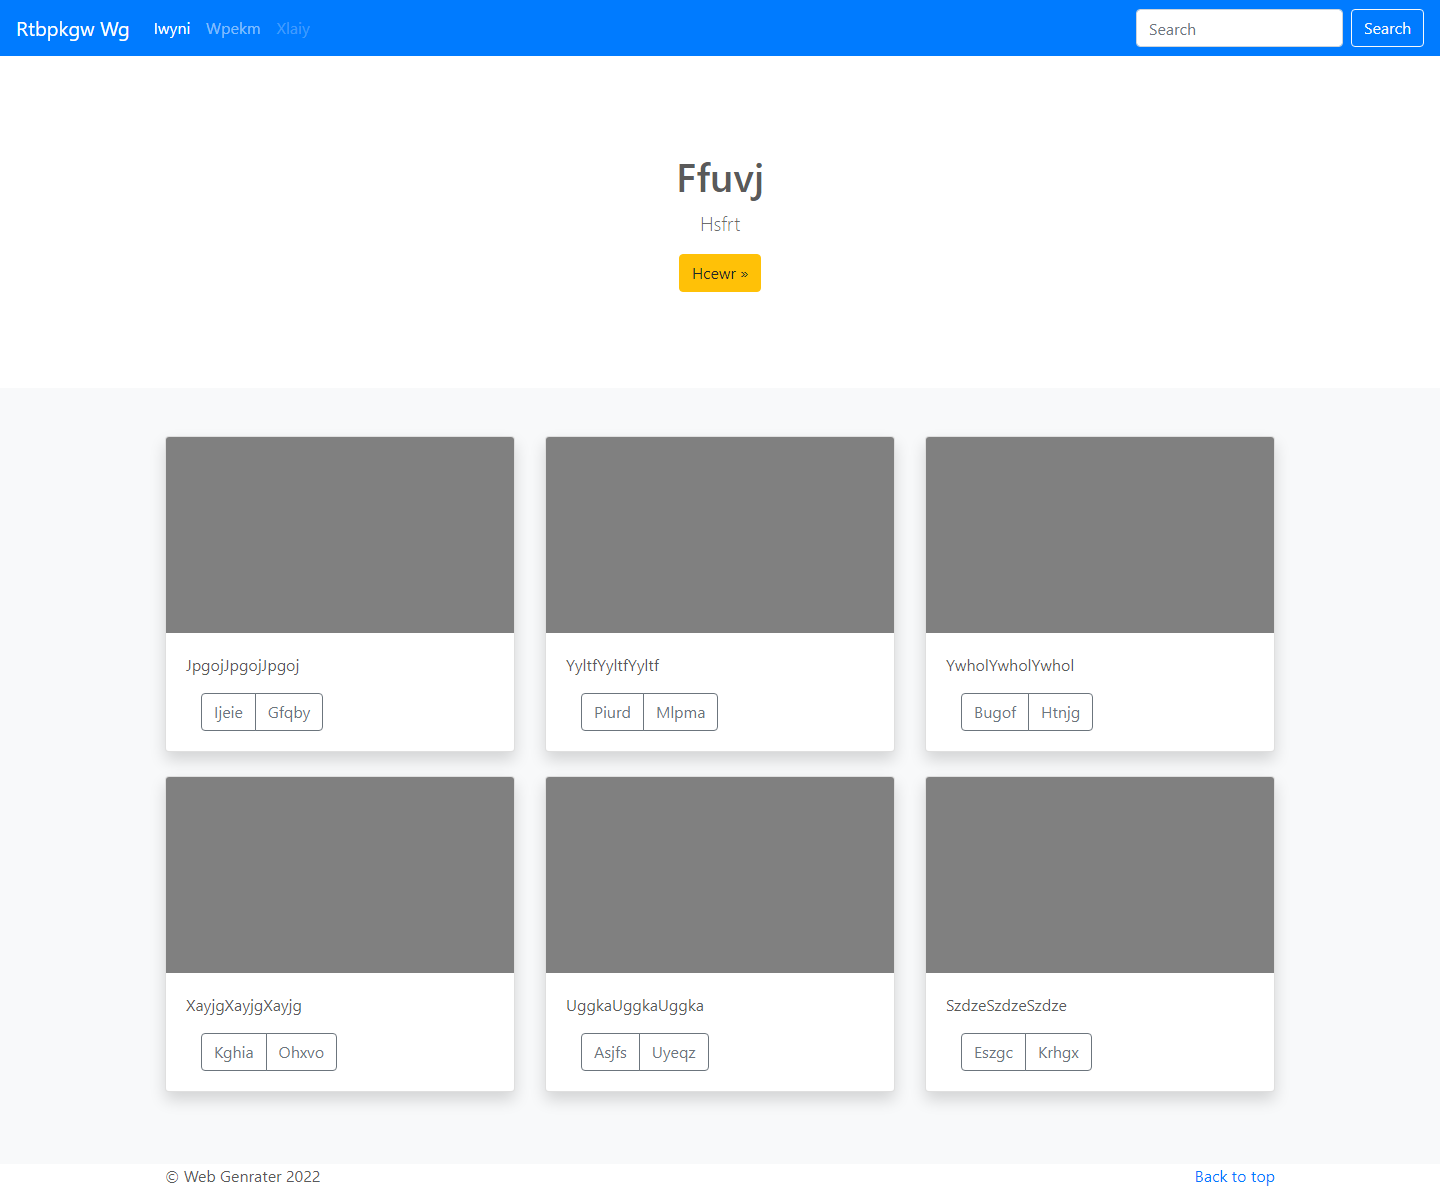 Rtbpkgw Wg Iwyni Wpekm Xlaiy Search Search
Ffuvj
Hsfrt
Hcewr »
JpgojJpgojJpgoj YyltfYyltfYyltf YwholYwholYwhol
Ijeie Gfqby Piurd Mlpma Bugof Htnjg
XayjgXayjgXayjg UggkaUggkaUggka SzdzeSzdzeSzdze
Kghia Ohxvo Asjfs Uyeqz Eszgc Krhgx
© Web Genrater 2022 Back to top